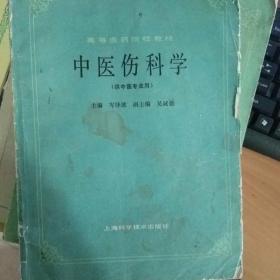 高等医药院校教材
中医伤科学
(供中医专业用)
主编 岑泽波 副主编 吴诚德
上海科学技术出版社